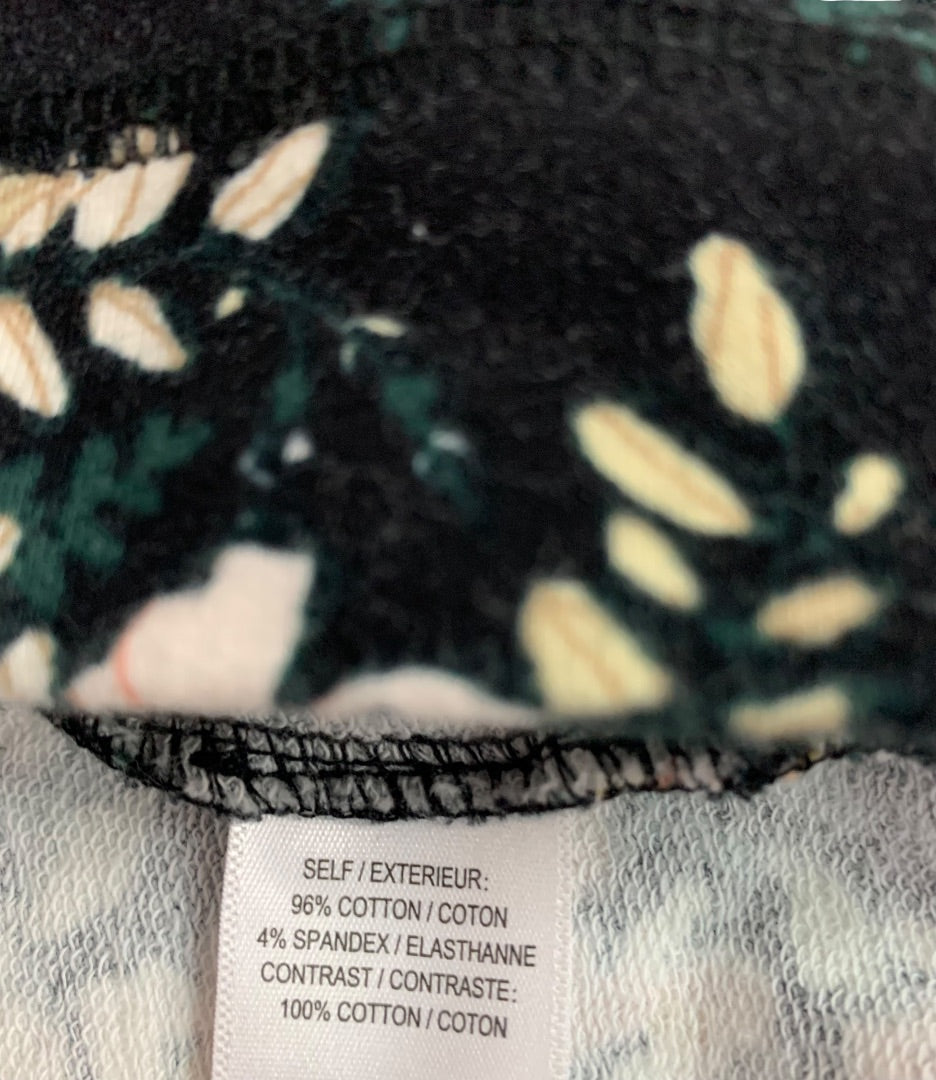 SELF / EXTERIEUR:
96% COTTON / COTON
4% SPANDEX / ELASTHANNE
CONTRAST / CONTRASTE:
100% COTTON / COTON